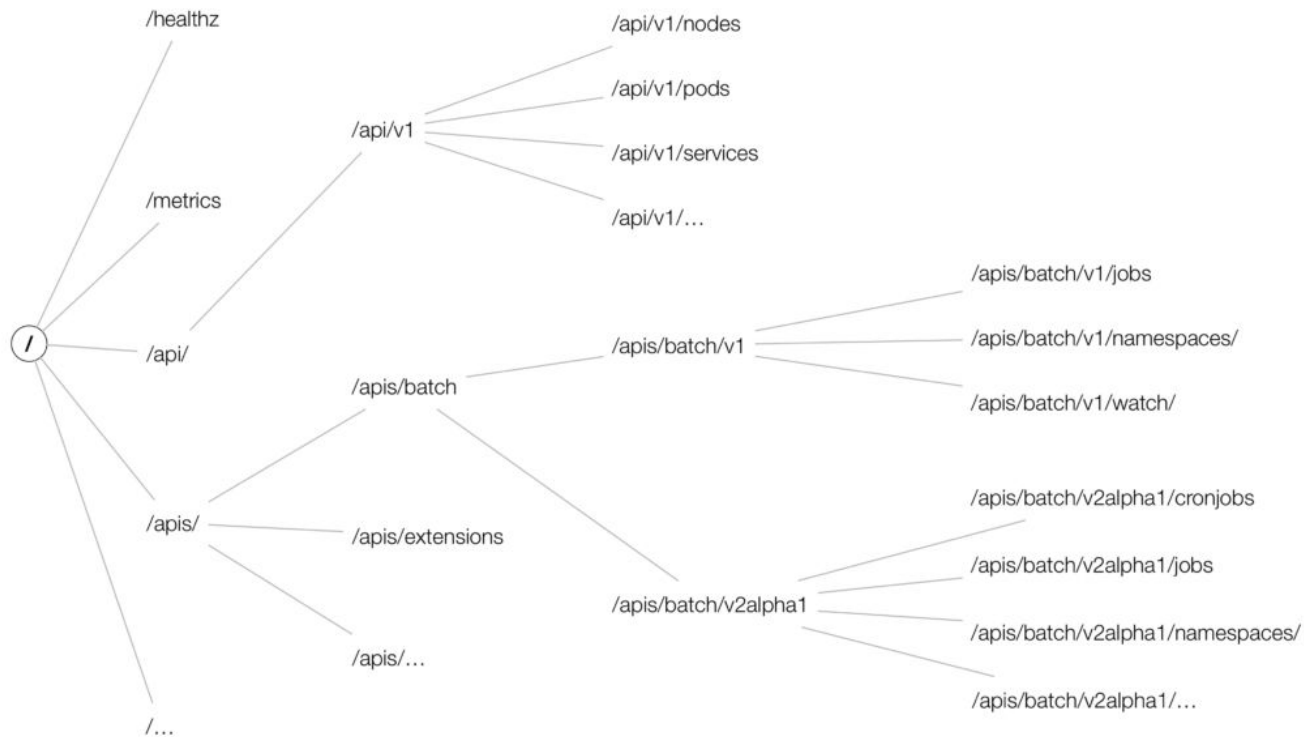 /healthz
/metrics
/
/api/
/apis/
/…
/api/v1
/apis/batch
/apis/extensions
/apis/…
/api/v1/nodes
/api/v1/pods
/api/v1/services
/api/v1/…
/apis/batch/v1
/apis/batch/v2alpha1
/apis/batch/v1/jobs
/apis/batch/v1/namespaces/
/apis/batch/v1/watch/
/apis/batch/v2alpha1/cronjobs
/apis/batch/v2alpha1/jobs
/apis/batch/v2alpha1/namespaces/
/apis/batch/v2alpha1/…